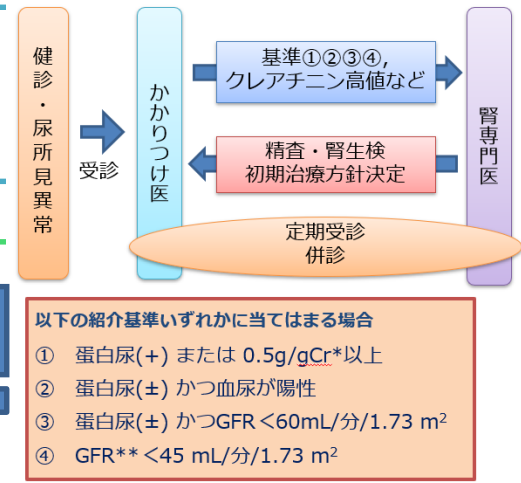 健診・尿所見異常
受診
かかりつけ医
基準①②③④,
クレアチニン高値など
精査・腎生検
初期治療方針決定
腎専門医
定期受診
併診
以下の紹介基準いずれかに当てはまる場合
① 蛋白尿(+) または 0.5g/gCr*以上
② 蛋白尿(±) かつ血尿が陽性
③ 蛋白尿(±) かつGFR<60mL/分/1.73 m²
④ GFR**<45 mL/分/1.73 m²